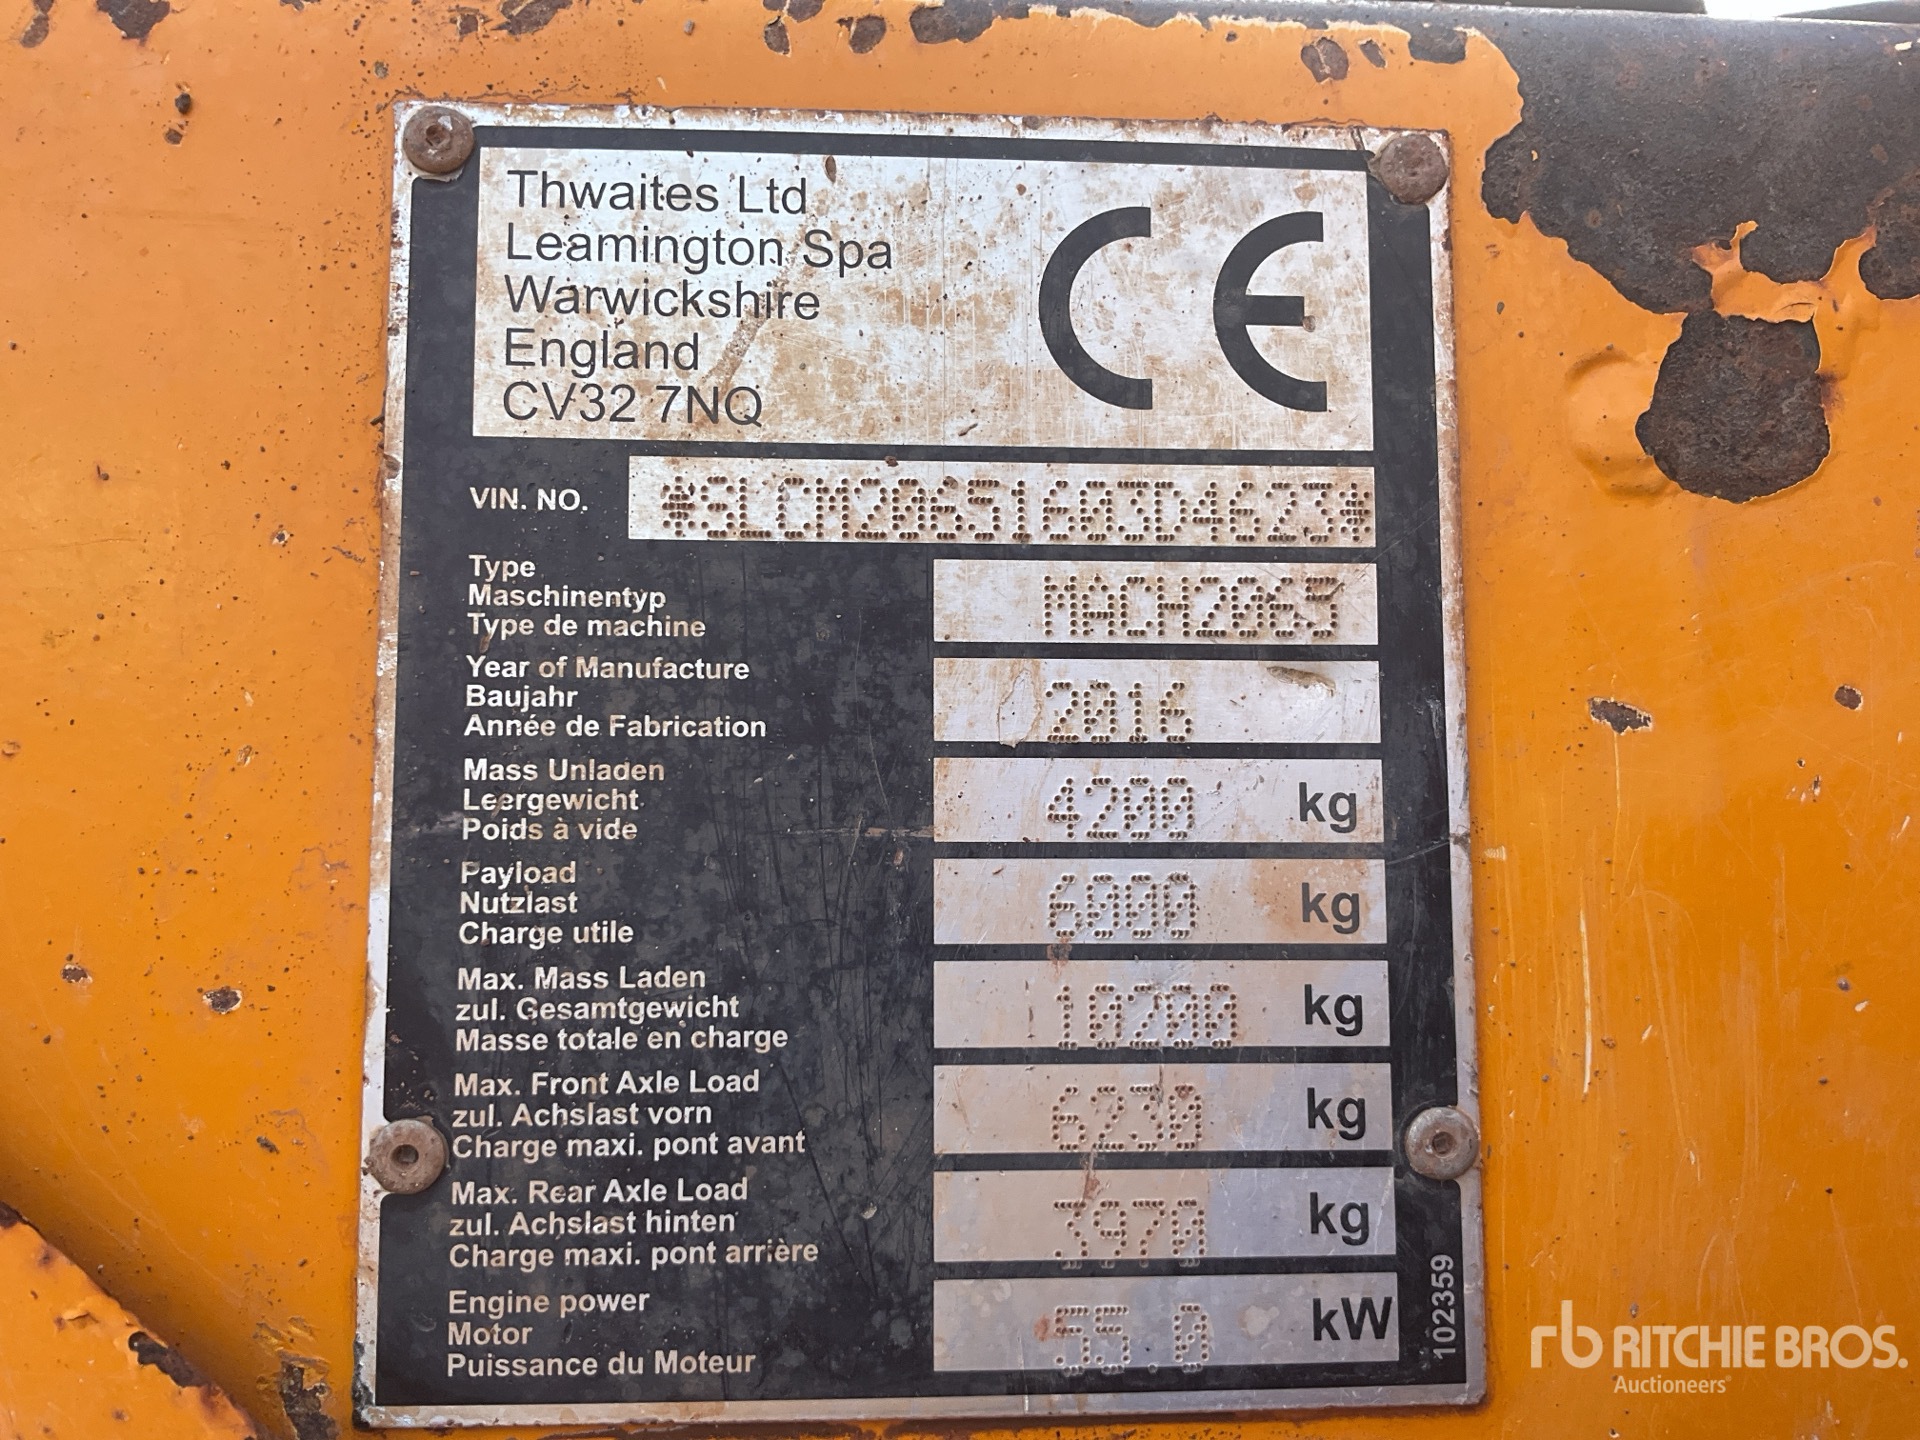 Thwaites Ltd
Leamington Spa
Warwickshire
England
CV32 7NQ
CE
VIN. NO. *SLCM20651603D4623*
Type
Maschinentyp
Type de machine
MACH2065
Year of Manufacture
Baujahr
Année de Fabrication
2016
Mass Unladen
Leergewicht
Poids à vide
4200 kg
Payload
Nutzlast
Charge utile
6000 kg
Max. Mass Laden
zul. Gesamtgewicht
Masse totale en charge
10200 kg
Max. Front Axle Load
zul. Achslast vorn
Charge maxi. pont avant
6230 kg
Max. Rear Axle Load
zul. Achslast hinten
Charge maxi. pont arrière
3970 kg
Engine power
Motor
Puissance du Moteur
55.0 kW
102359
rb RITCHIE BROS.
Auctioneers